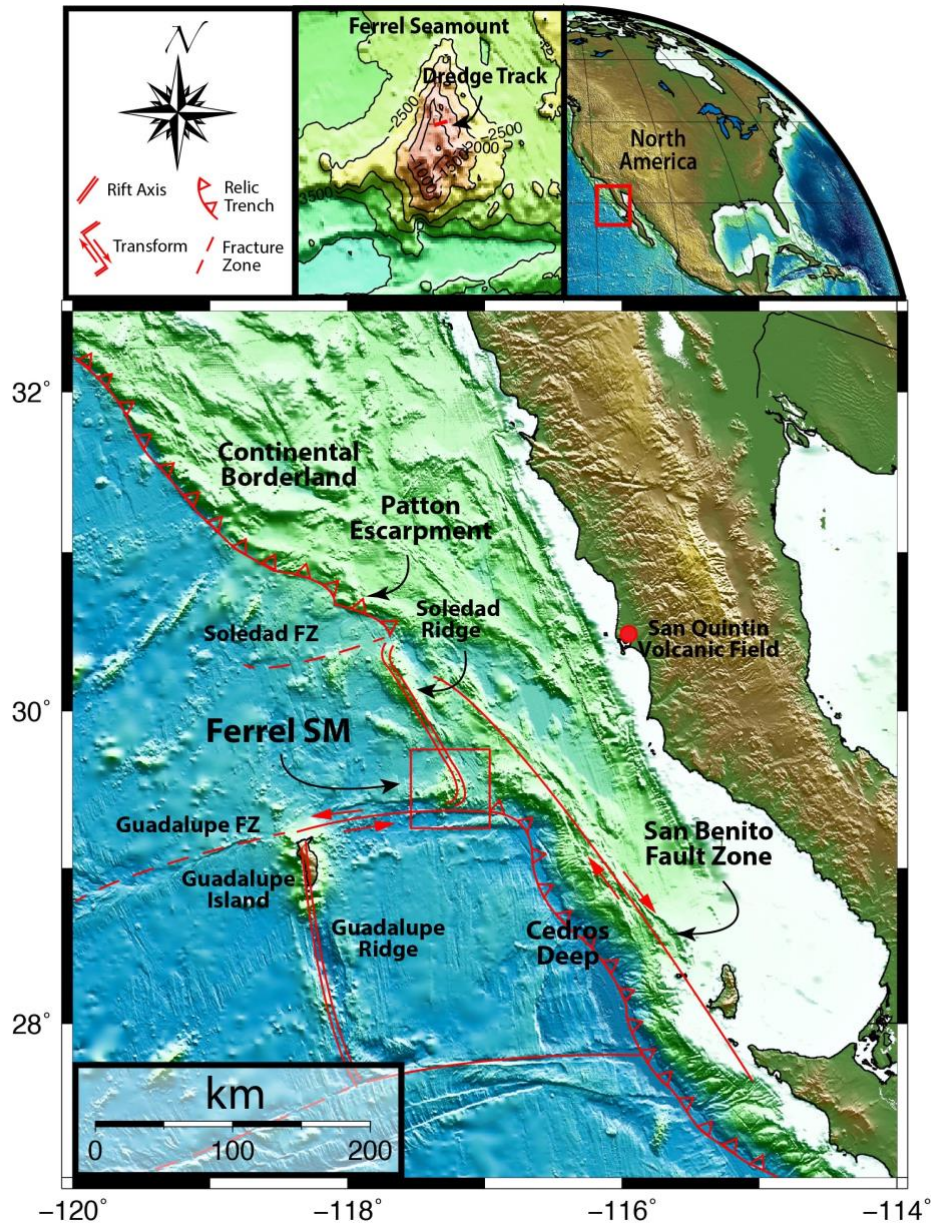 N
Rift Axis
Relic
Trench
Transform
Fracture
Zone
Ferrel Seamount
Dredge Track
2500
2500
2000
1500
3500
North
America
32°
30°
28°
Continental
Borderland
Patton
Escarpment
Soledad
Ridge
Soledad FZ
San Quintin
Volcanic Field
Ferrel SM
Guadalupe FZ
Guadalupe
Island
Guadalupe
Ridge
San Benito
Fault Zone
Cedros
Deep
km
0 100 200
−120° −118° −116° −114°